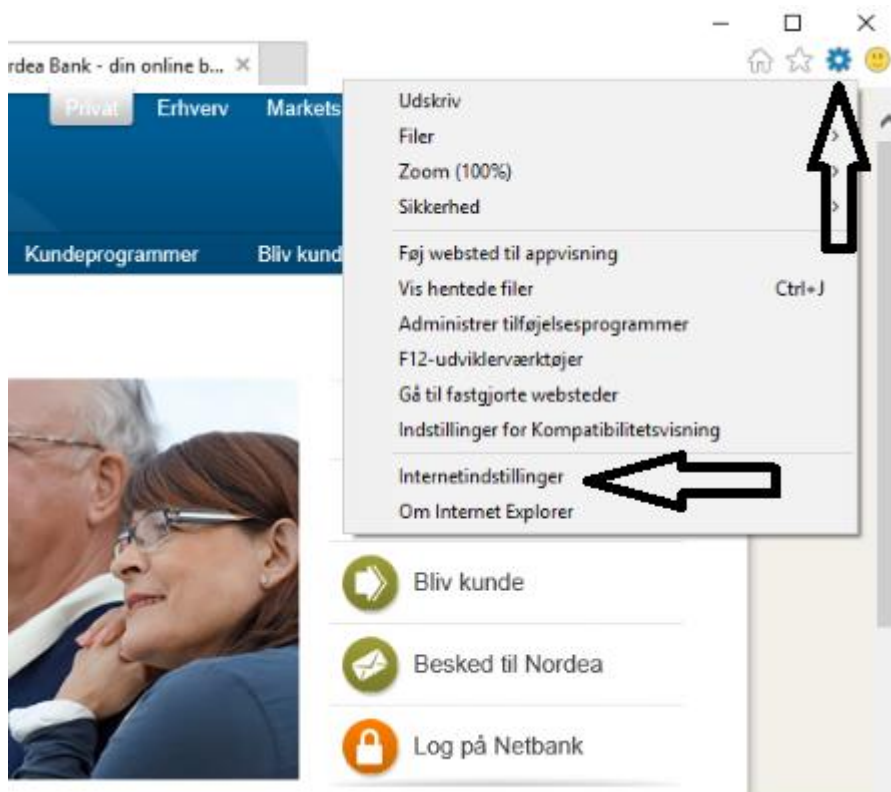 rdea Bank - din online b...
Privat Erhverv Markets
Udskriv
Filer
Zoom (100%)
Sikkerhed
Kundeprogrammer Bliv kund
Føj websted til appvisning
Vis hentede filer Ctrl+J
Administrer tilføjelsesprogrammer
F12-udviklerværktøjer
Gå til fastgjorte websteder
Indstillinger for Kompatibilitetsvisning
Internetindstillinger
Om Internet Explorer
Bliv kunde
Besked til Nordea
Log på Netbank